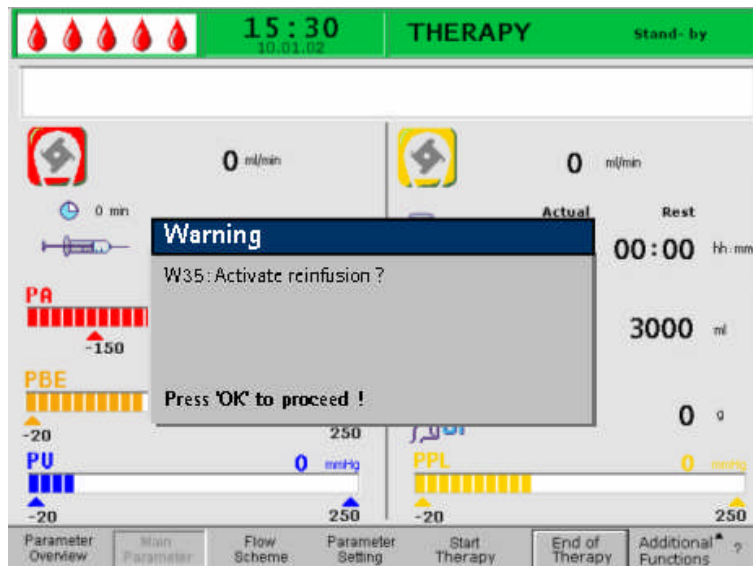 15:30
10.01.02
THERAPY
Stand-by
0 ml/min
0 ml/min
0 min
Actual
Rest
Warning
W35: Activate reinfusion ?
Press 'OK' to proceed !
00:00 hh:mm
PA
-150
3000 ml
PBE
-20
250
0 g
PV
0 mmHg
-20
250
PPL
0 mmHg
-20
250
Parameter Overview
Main Parameter
Flow Scheme
Parameter Setting
Start Therapy
End of Therapy
Additional Functions
?